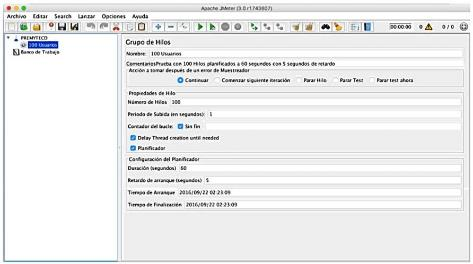 Apache JMeter (3.0 r1743807)
Archivo Editar Search Lanzar Opciones Ayuda
00:00:00 0 0 / 0
PREMYTECD
100 Usuarios
Banco de Trabajo
Grupo de Hilos
Nombre: 100 Usuarios
ComentariosPrueba con 100 Hilos planificados a 60 segundos con 5 segundos de retardo
Acción a tomar después de un error de Muestreador
Continuar Comenzar siguiente iteración Parar Hilo Parar Test Parar test ahora
Propiedades de Hilo
Número de Hilos 100
Periodo de Subida (en segundos): 1
Contador del bucle: Sin fin
Delay Thread creation until needed
Planificador
Configuración del Planificador
Duración (segundos) 60
Retardo de arranque (segundos) 5
Tiempo de Arranque 2016/09/22 02:23:09
Tiempo de Finalización 2016/09/22 02:23:09